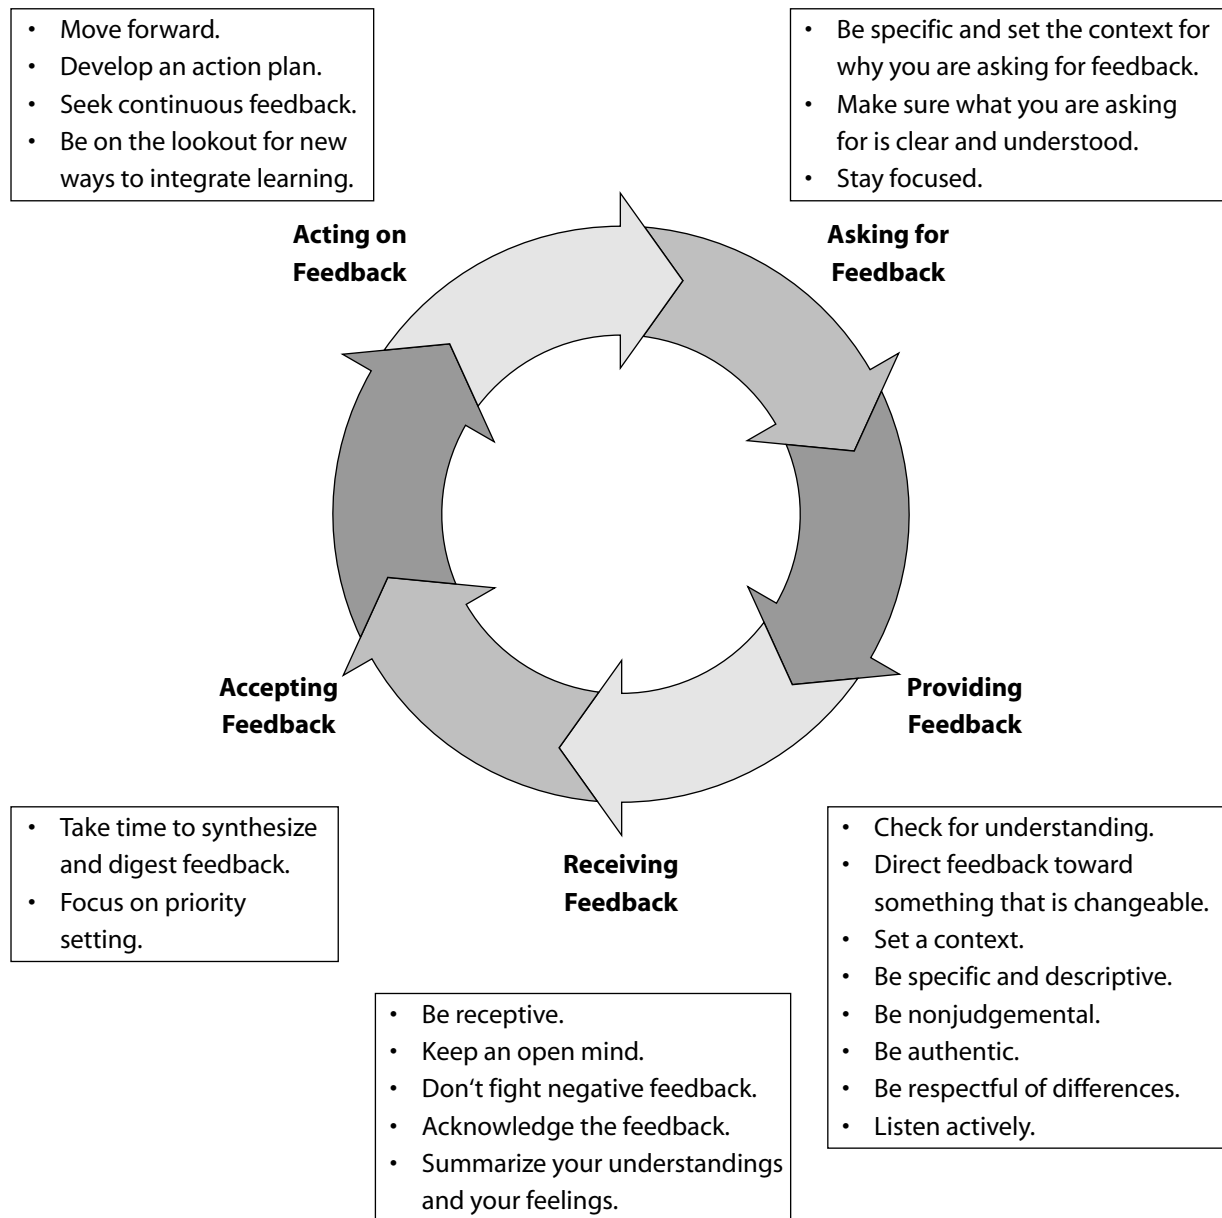 • Move forward.
• Develop an action plan.
• Seek continuous feedback.
• Be on the lookout for new
ways to integrate learning.
• Be specific and set the context for
why you are asking for feedback.
• Make sure what you are asking
for is clear and understood.
• Stay focused.
Acting on
Feedback
Asking for
Feedback
Accepting
Feedback
Providing
Feedback
• Take time to synthesize
and digest feedback.
• Focus on priority
setting.
Receiving
Feedback
• Check for understanding.
• Direct feedback toward
something that is changeable.
• Set a context.
• Be specific and descriptive.
• Be nonjudgemental.
• Be authentic.
• Be respectful of differences.
• Listen actively.
• Be receptive.
• Keep an open mind.
• Don‘t fight negative feedback.
• Acknowledge the feedback.
• Summarize your understandings
and your feelings.